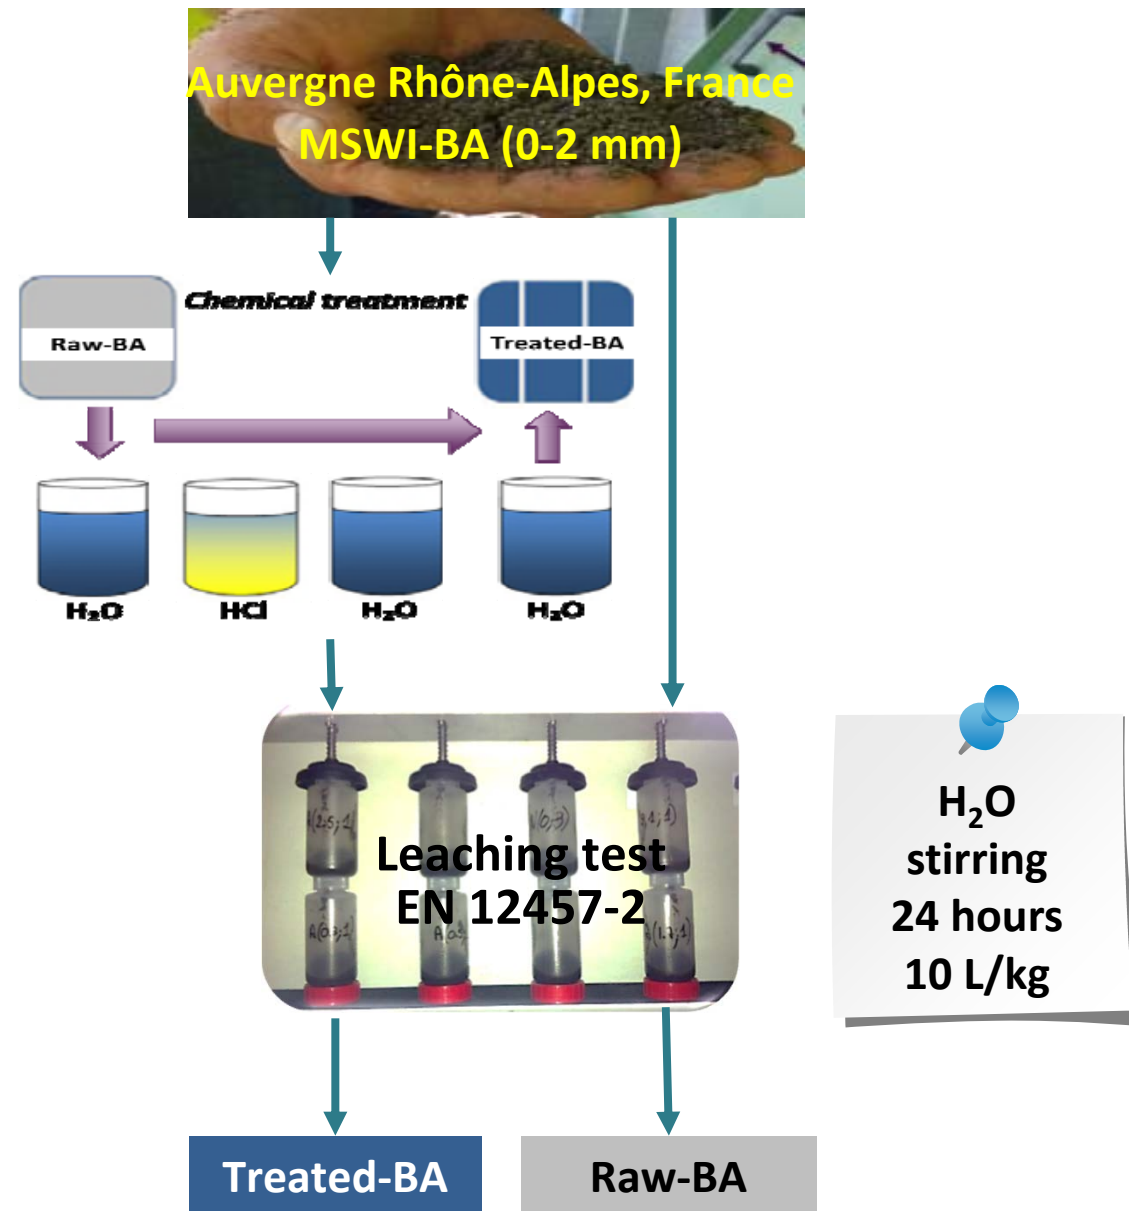 Auvergne Rhône-Alpes, France
MSWI-BA (0-2 mm)
Chemical treatment
Raw-BA
Treated-BA
H₂O
HCl
H₂O
H₂O
Leaching test
EN 12457-2
H₂O
stirring
24 hours
10 L/kg
Treated-BA
Raw-BA